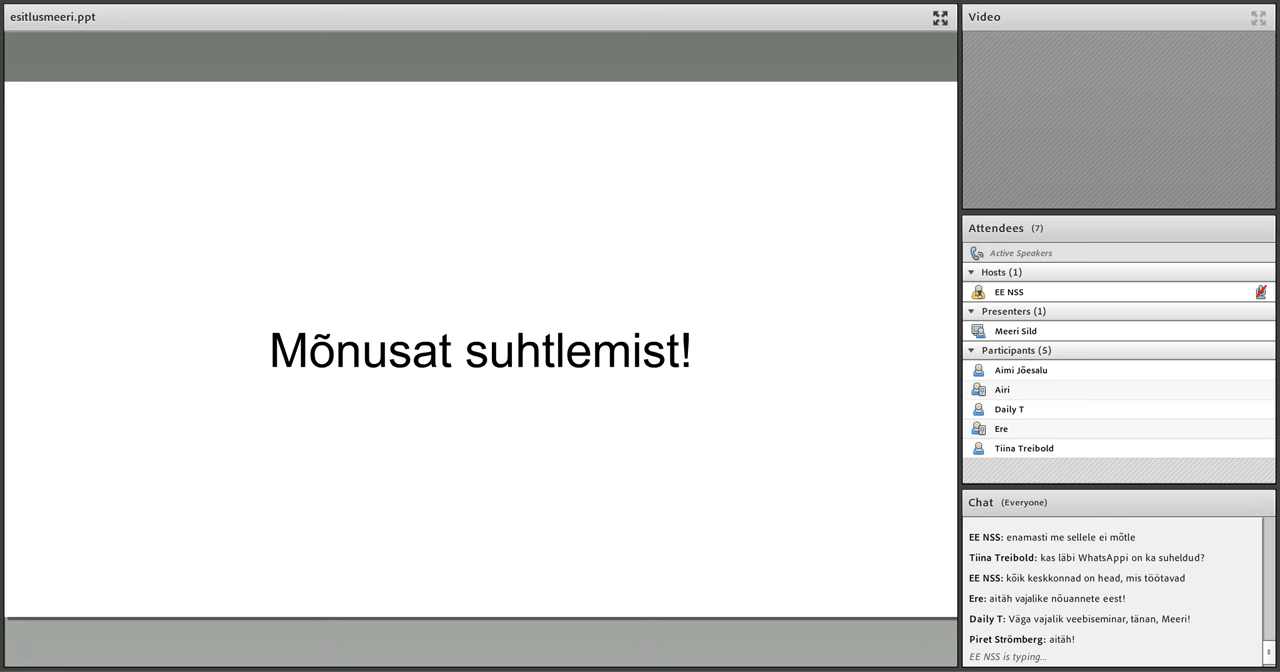 esitlusmeeri.ppt
Mõnusat suhtlemist!
Video
Attendees (7)
Active Speakers
Hosts (1)
EE NSS
Presenters (1)
Meeri Sild
Participants (5)
Aimi Jõesalu
Airi
Daily T
Ere
Tiina Treibold
Chat (Everyone)
EE NSS: enamasti me sellele ei mõtle
Tiina Treibold: kas läbi WhatsAppi on ka suheldud?
EE NSS: kõik keskkonnad on head, mis töötavad
Ere: aitäh vajalike nõuannete eest!
Daily T: Väga vajalik veebiseminar, tänan, Meeri!
Piret Strömberg: aitäh!
EE NSS is typing...